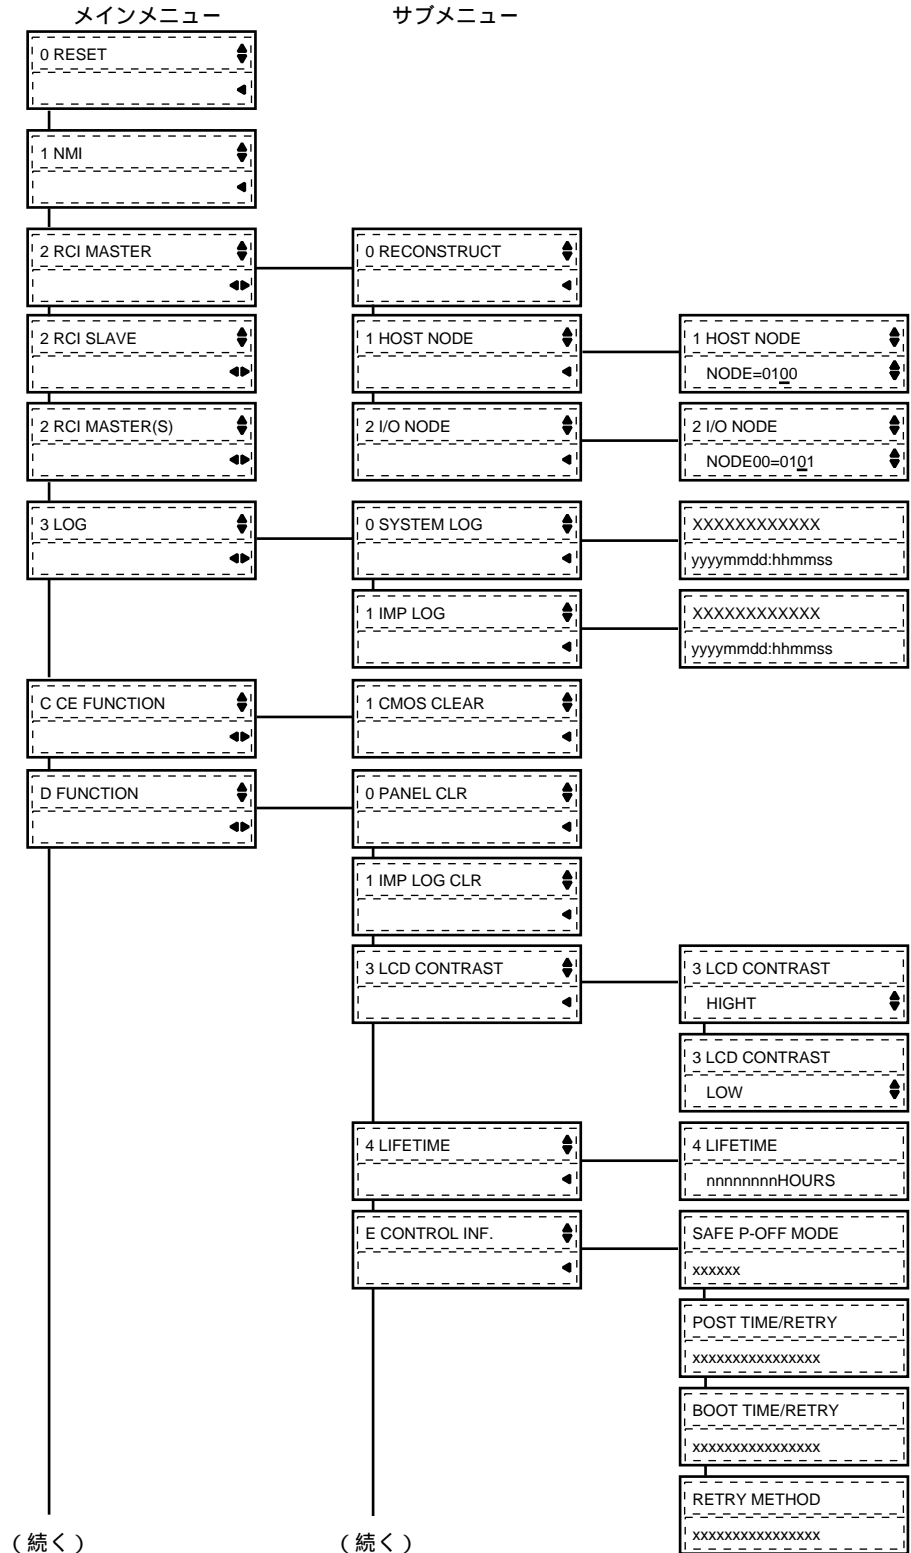 メインメニュー サブメニュー
0 RESET
1 NMI
2 RCI MASTER
0 RECONSTRUCT
2 RCI SLAVE
1 HOST NODE
1 HOST NODE
NODE=0100
2 RCI MASTER(S)
2 I/O NODE
2 I/O NODE
NODE00=0101
3 LOG
0 SYSTEM LOG
XXXXXXXXXXXX
yyyymmdd:hhmmss
1 IMP LOG
XXXXXXXXXXXX
yyyymmdd:hhmmss
C CE FUNCTION
1 CMOS CLEAR
D FUNCTION
0 PANEL CLR
1 IMP LOG CLR
3 LCD CONTRAST
3 LCD CONTRAST
HIGHT
3 LCD CONTRAST
LOW
4 LIFETIME
4 LIFETIME
nnnnnnnnHOURS
E CONTROL INF.
SAFE P-OFF MODE
xxxxxx
POST TIME/RETRY
xxxxxxxxxxxxxxxx
BOOT TIME/RETRY
xxxxxxxxxxxxxxxx
RETRY METHOD
xxxxxxxxxxxxxxxx
（続く） （続く）